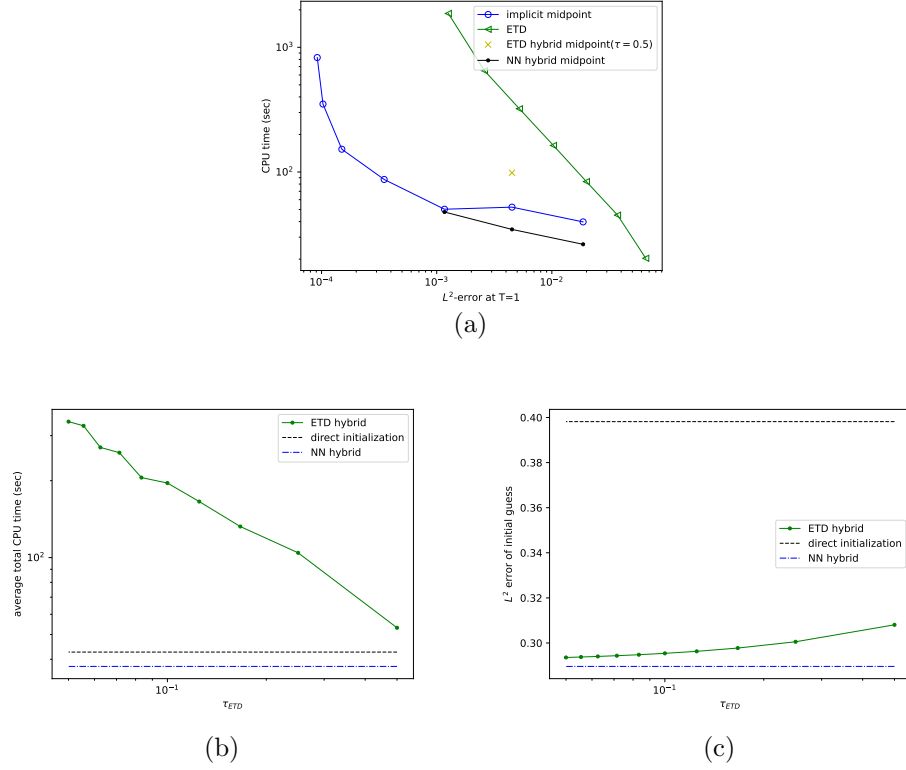 implicit midpoint
ETD
ETD hybrid midpoint(τ = 0.5)
NN hybrid midpoint
CPU time (sec)
10³
10²
10⁻⁴
10⁻³
10⁻²
L²-error at T=1
(a)
ETD hybrid
direct initialization
NN hybrid
average total CPU time (sec)
10²
10⁻¹
τ_ETD
(b)
0.40
0.38
0.36
0.34
0.32
0.30
L² error of initial guess
ETD hybrid
direct initialization
NN hybrid
10⁻¹
τ_ETD
(c)